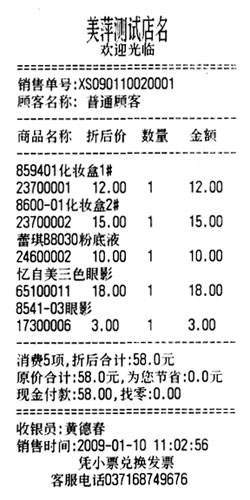 美萍测试店名
欢迎光临
销售单号:XS090110020001
顾客名称: 普通顾客
商品名称 折后价 数量 金额
859401化妆盒1#
23700001 12.00 1 12.00
8600-01化妆盒2#
23700002 15.00 1 15.00
蕾琪B8030粉底液
24600002 10.00 1 10.00
忆自美三色眼影
65100011 18.00 1 18.00
8541-03眼影
17300006 3.00 1 3.00
消费5项,折后合计:58.0元
原价合计:58.0元,为您节省:0.0元
现金付款:58.00,找零:0.00
收银员:黄德春
销售时间:2009-01-10 11:02:56
凭小票兑换发票
客服电话037168749676